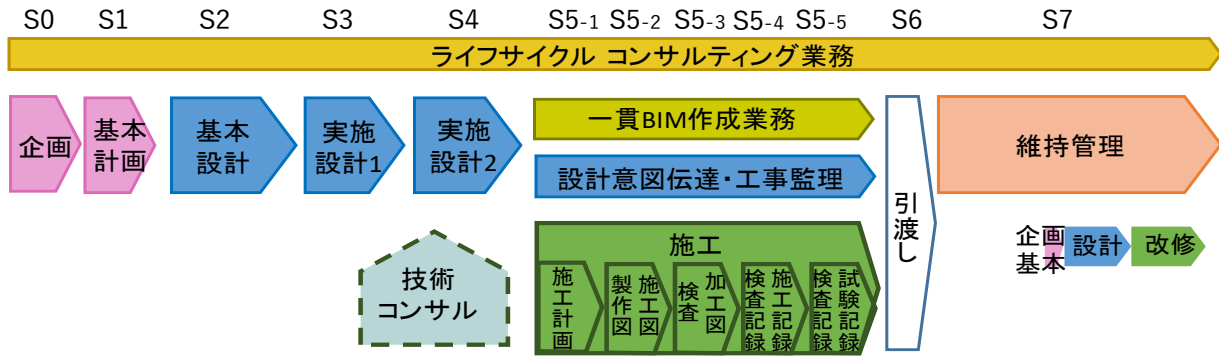 S0 S1 S2 S3 S4 S5-1 S5-2 S5-3 S5-4 S5-5 S6 S7
ライフサイクル コンサルティング業務
企画
基本
計画
基本
設計
実施
設計1
実施
設計2
一貫BIM作成業務
設計意図伝達・工事監理
引渡し
維持管理
技術
コンサル
施工
施工計画
施工図
製作図
加工図
検査
施工記録
検査記録
試験記録
検査記録
企画
基本
設計
改修